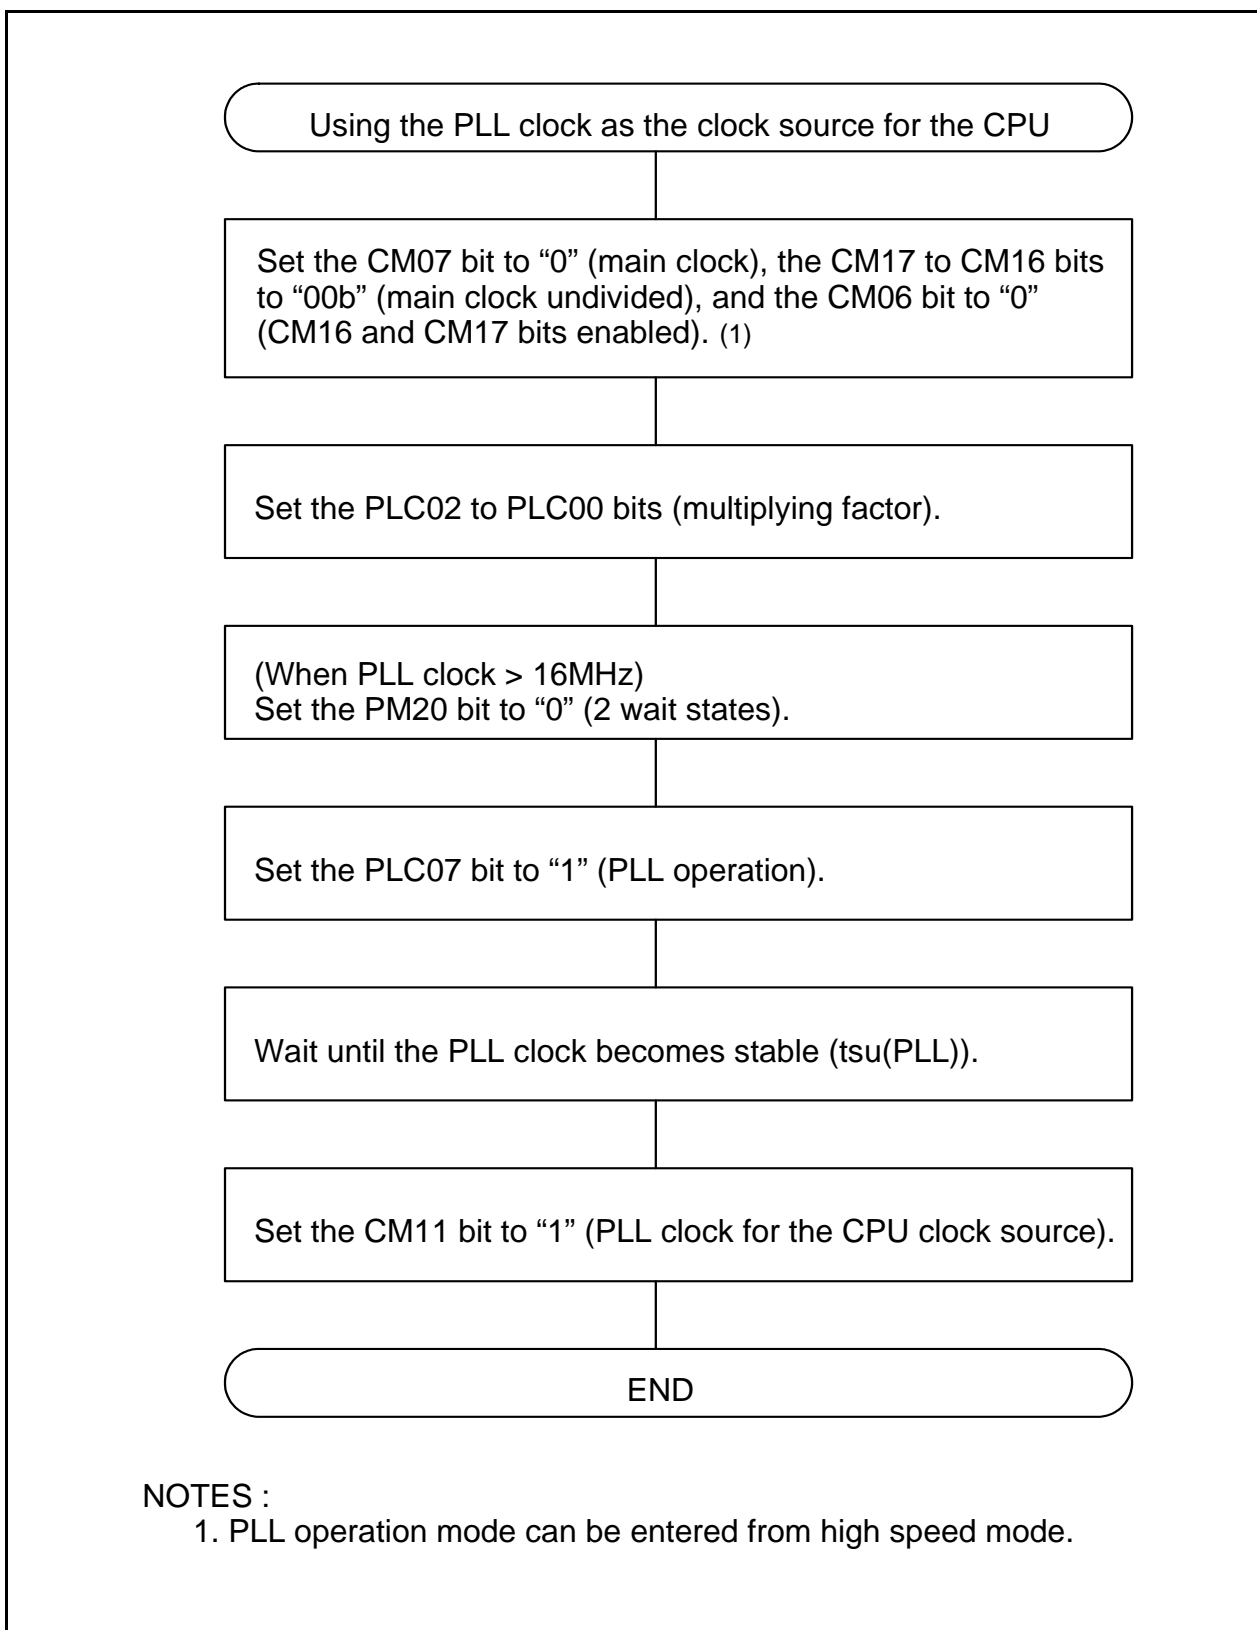 Using the PLL clock as the clock source for the CPU
Set the CM07 bit to “0” (main clock), the CM17 to CM16 bits
to “00b” (main clock undivided), and the CM06 bit to “0”
(CM16 and CM17 bits enabled). (1)
Set the PLC02 to PLC00 bits (multiplying factor).
(When PLL clock > 16MHz)
Set the PM20 bit to “0” (2 wait states).
Set the PLC07 bit to “1” (PLL operation).
Wait until the PLL clock becomes stable (tsu(PLL)).
Set the CM11 bit to “1” (PLL clock for the CPU clock source).
END
NOTES :
1. PLL operation mode can be entered from high speed mode.